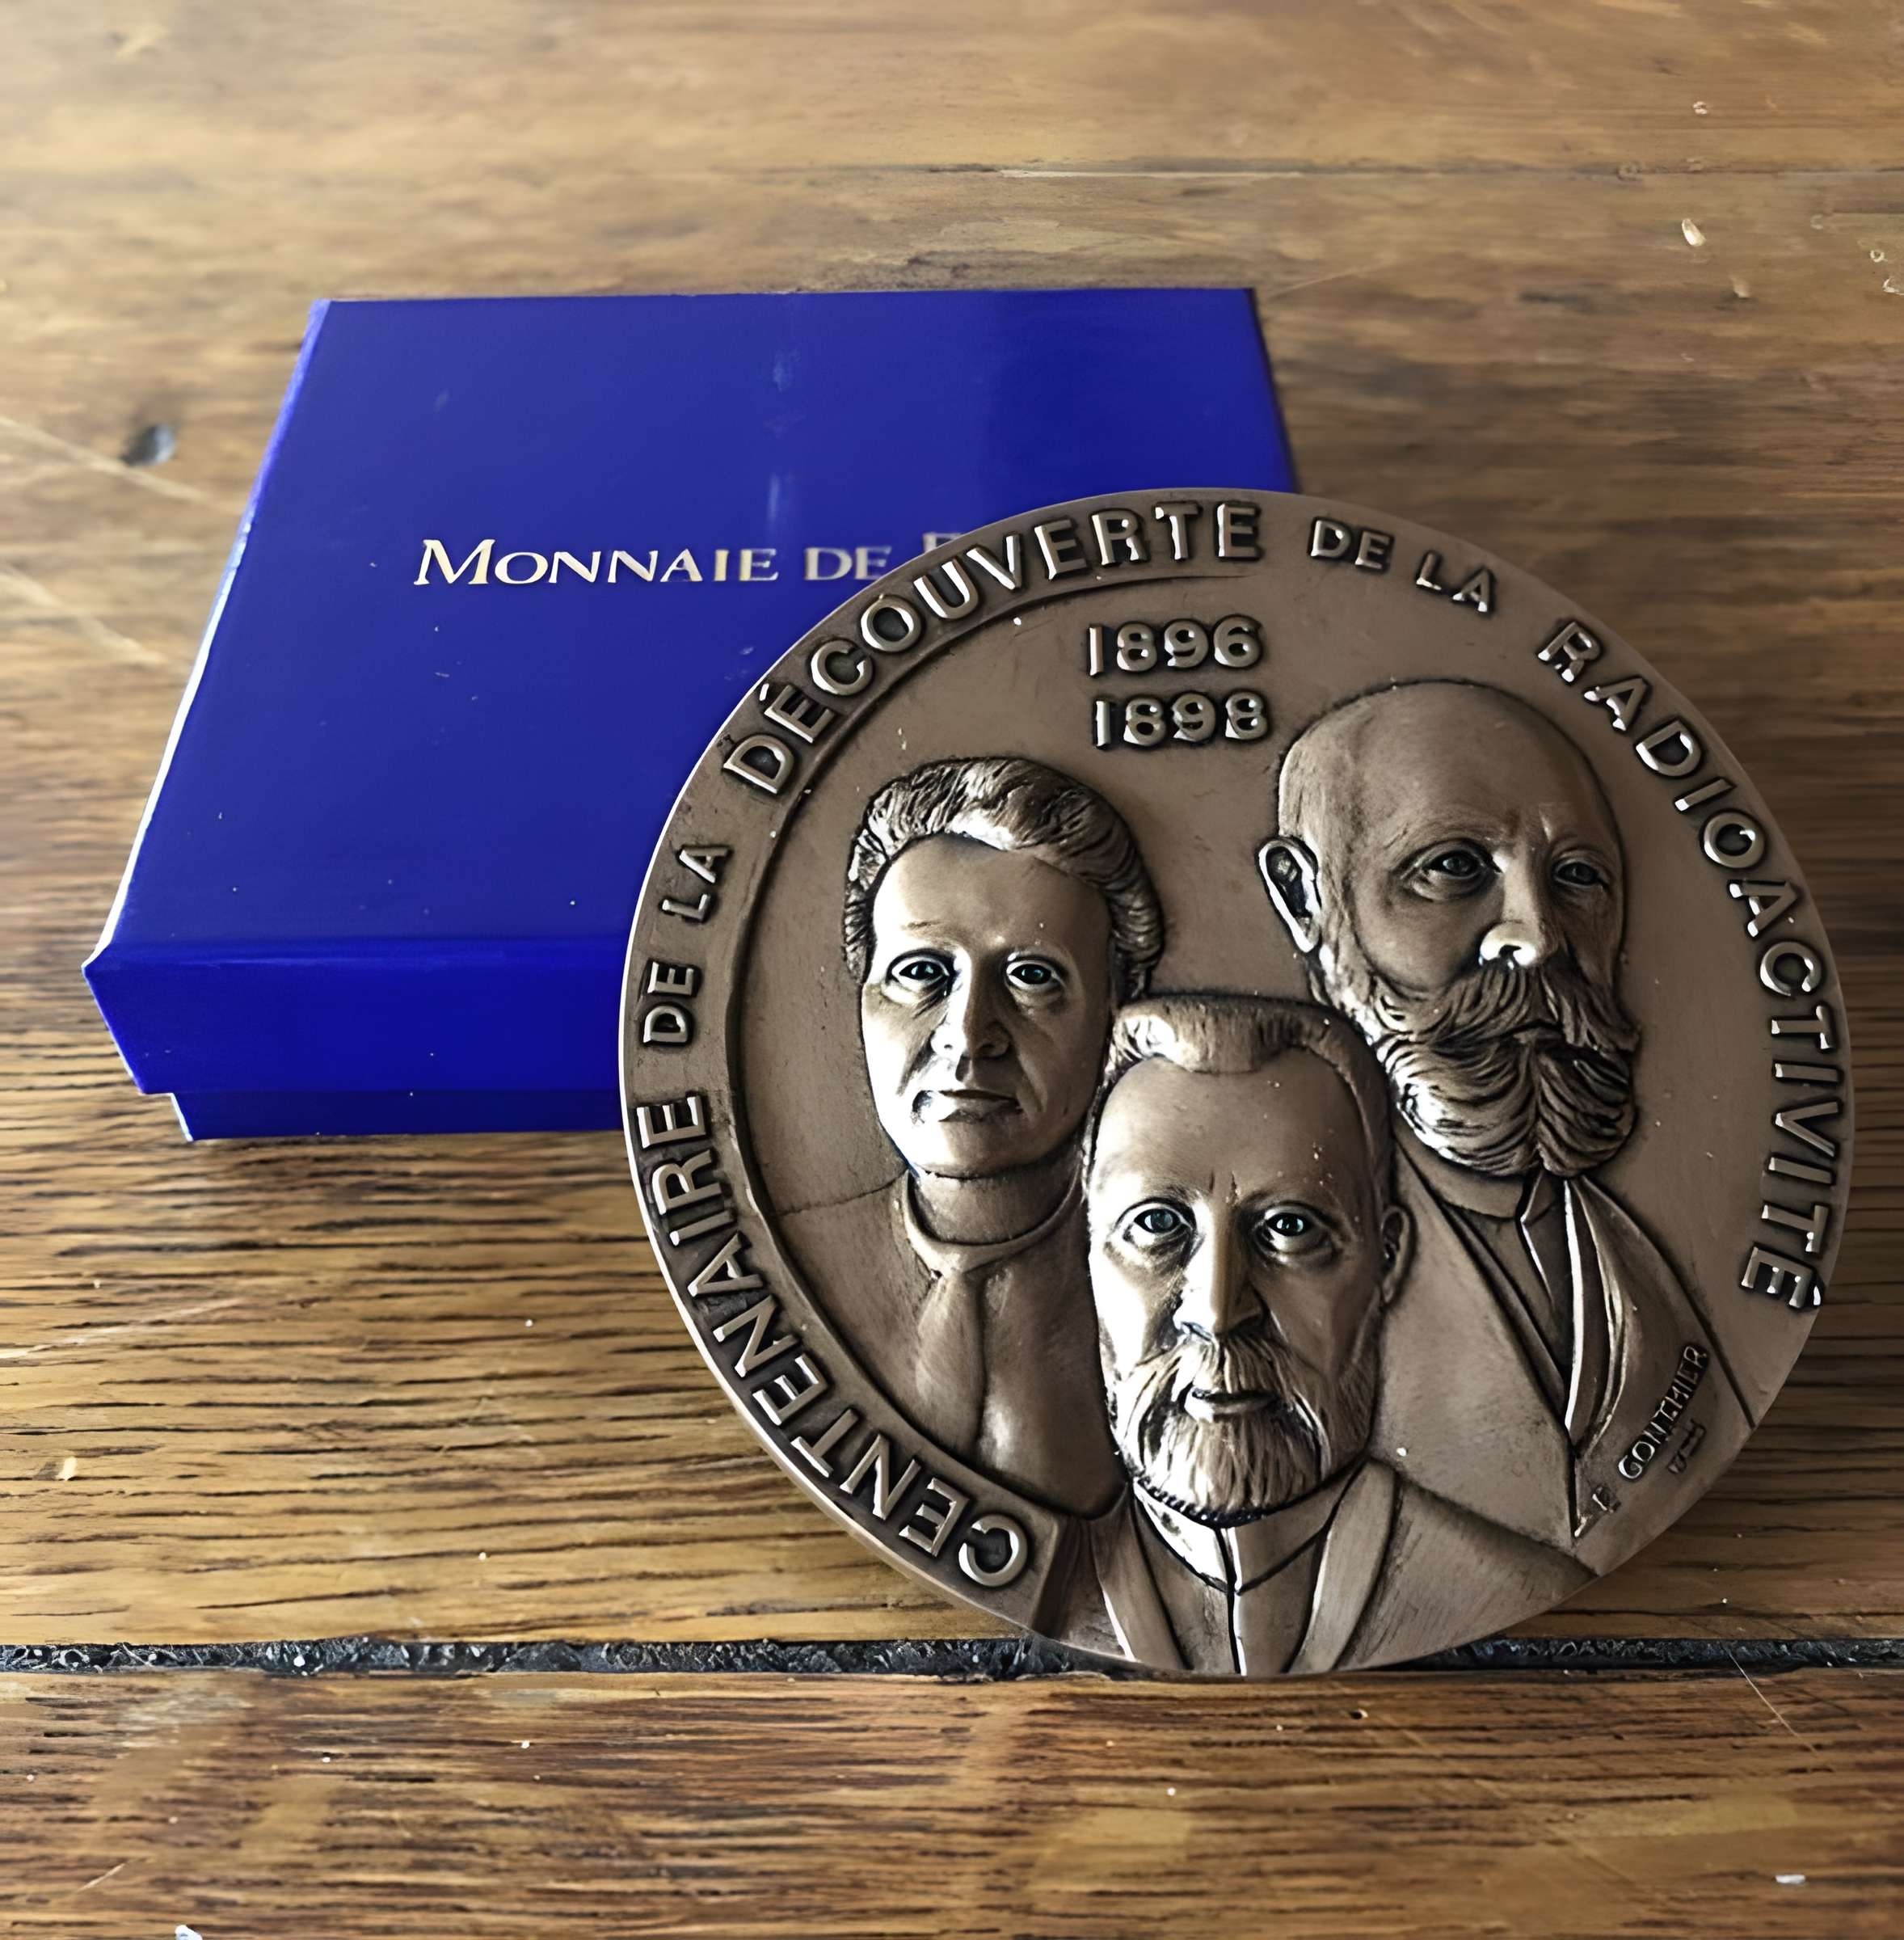 MONNAIE DE
CENTENAIRE DE LA DÉCOUVERTE DE LA RADIOACTIVITÉ
1896
1898
GONTHIER